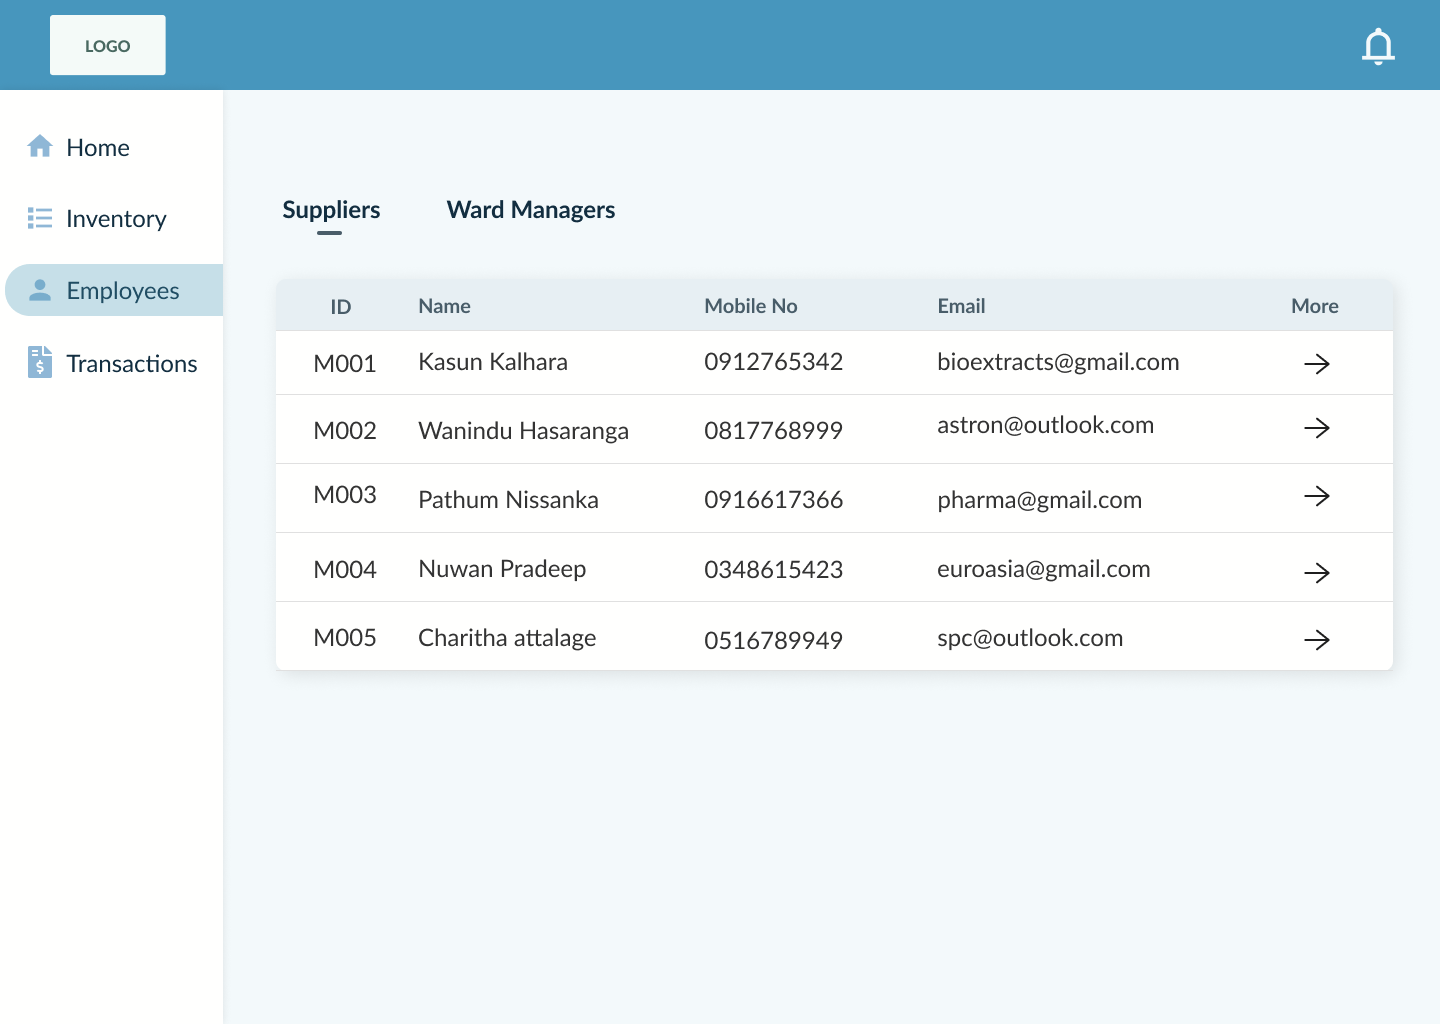 LOGO
Home
Inventory
Employees
Transactions
Suppliers Ward Managers
ID Name Mobile No Email More
M001 Kasun Kalhara 0912765342 bioextracts@gmail.com
M002 Wanindu Hasaranga 0817768999 astron@outlook.com
M003 Pathum Nissanka 0916617366 pharma@gmail.com
M004 Nuwan Pradeep 0348615423 euroasia@gmail.com
M005 Charitha attalage 0516789949 spc@outlook.com